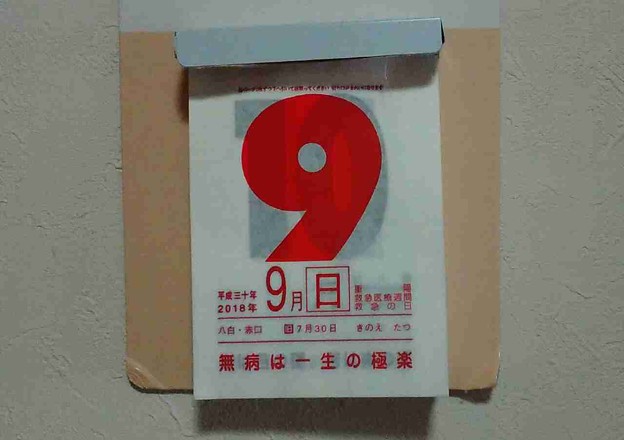 9
平成三十年
2018年
9月
日
重陽
救急医療週間
救急の日
八白・赤口 旧7月30日 きのえ たつ
無病は一生の極楽